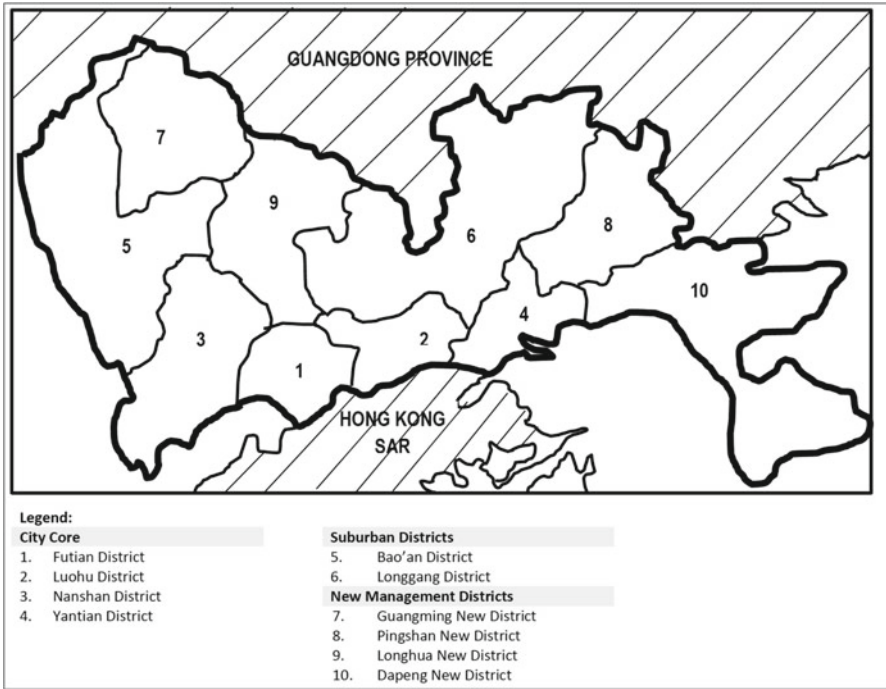 GUANGDONG PROVINCE
7
9
5
6
8
10
3
4
2
1
HONG KONG
SAR
Legend:
City Core
1. Futian District
2. Luohu District
3. Nanshan District
4. Yantian District
Suburban Districts
5. Bao’an District
6. Longgang District
New Management Districts
7. Guangming New District
8. Pingshan New District
9. Longhua New District
10. Dapeng New District